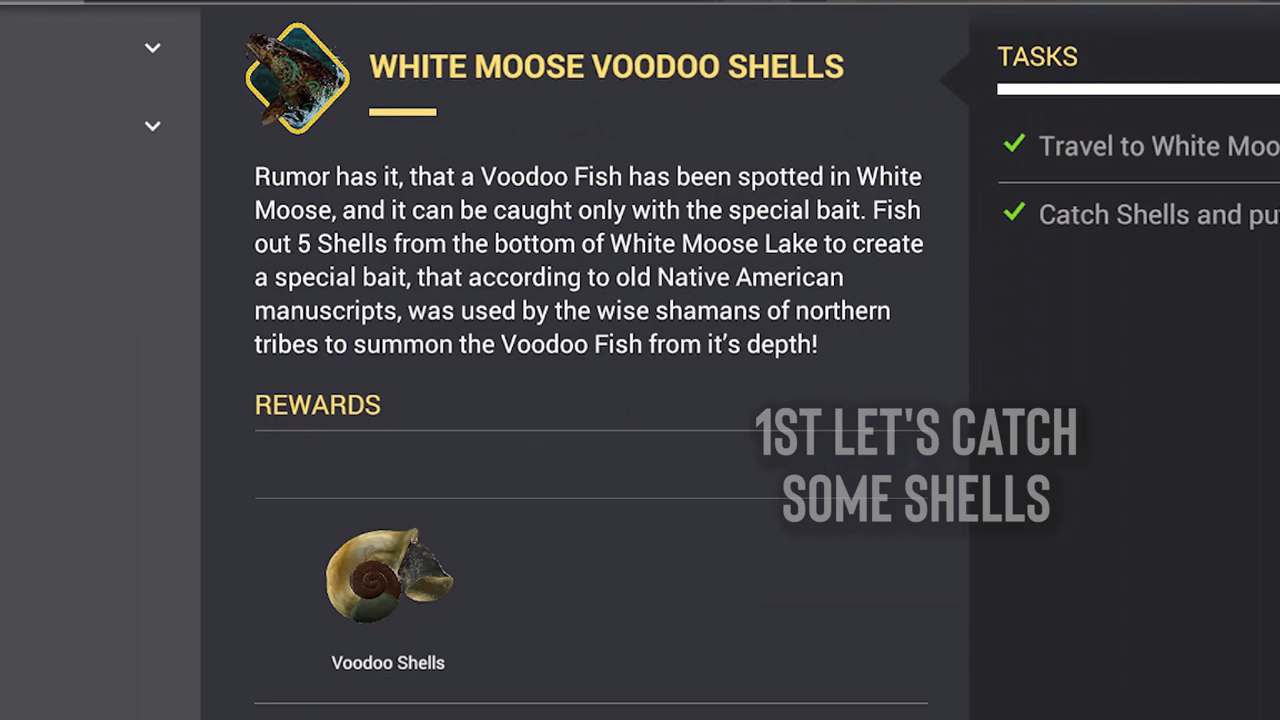 WHITE MOOSE VOODOO SHELLS
Rumor has it, that a Voodoo Fish has been spotted in White
Moose, and it can be caught only with the special bait. Fish
out 5 Shells from the bottom of White Moose Lake to create
a special bait, that according to old Native American
manuscripts, was used by the wise shamans of northern
tribes to summon the Voodoo Fish from it's depth!
REWARDS
Voodoo Shells
1ST LET'S CATCH
SOME SHELLS
TASKS
Travel to White Moo
Catch Shells and pu